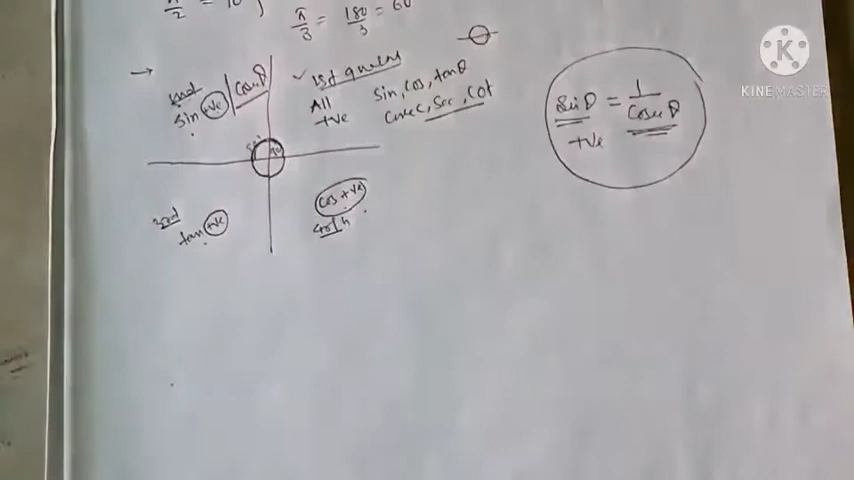 π/2 =
π/3 = 180/3 = 60
→
2nd
sin +ve | cosec θ
✓ 1st
All
+ve
sin, cos, tan θ
cosec, sec, cot
sin θ = 1/cosec θ
+ve
3rd
tan +ve
cos +ve
4th
K
KINEMASTER